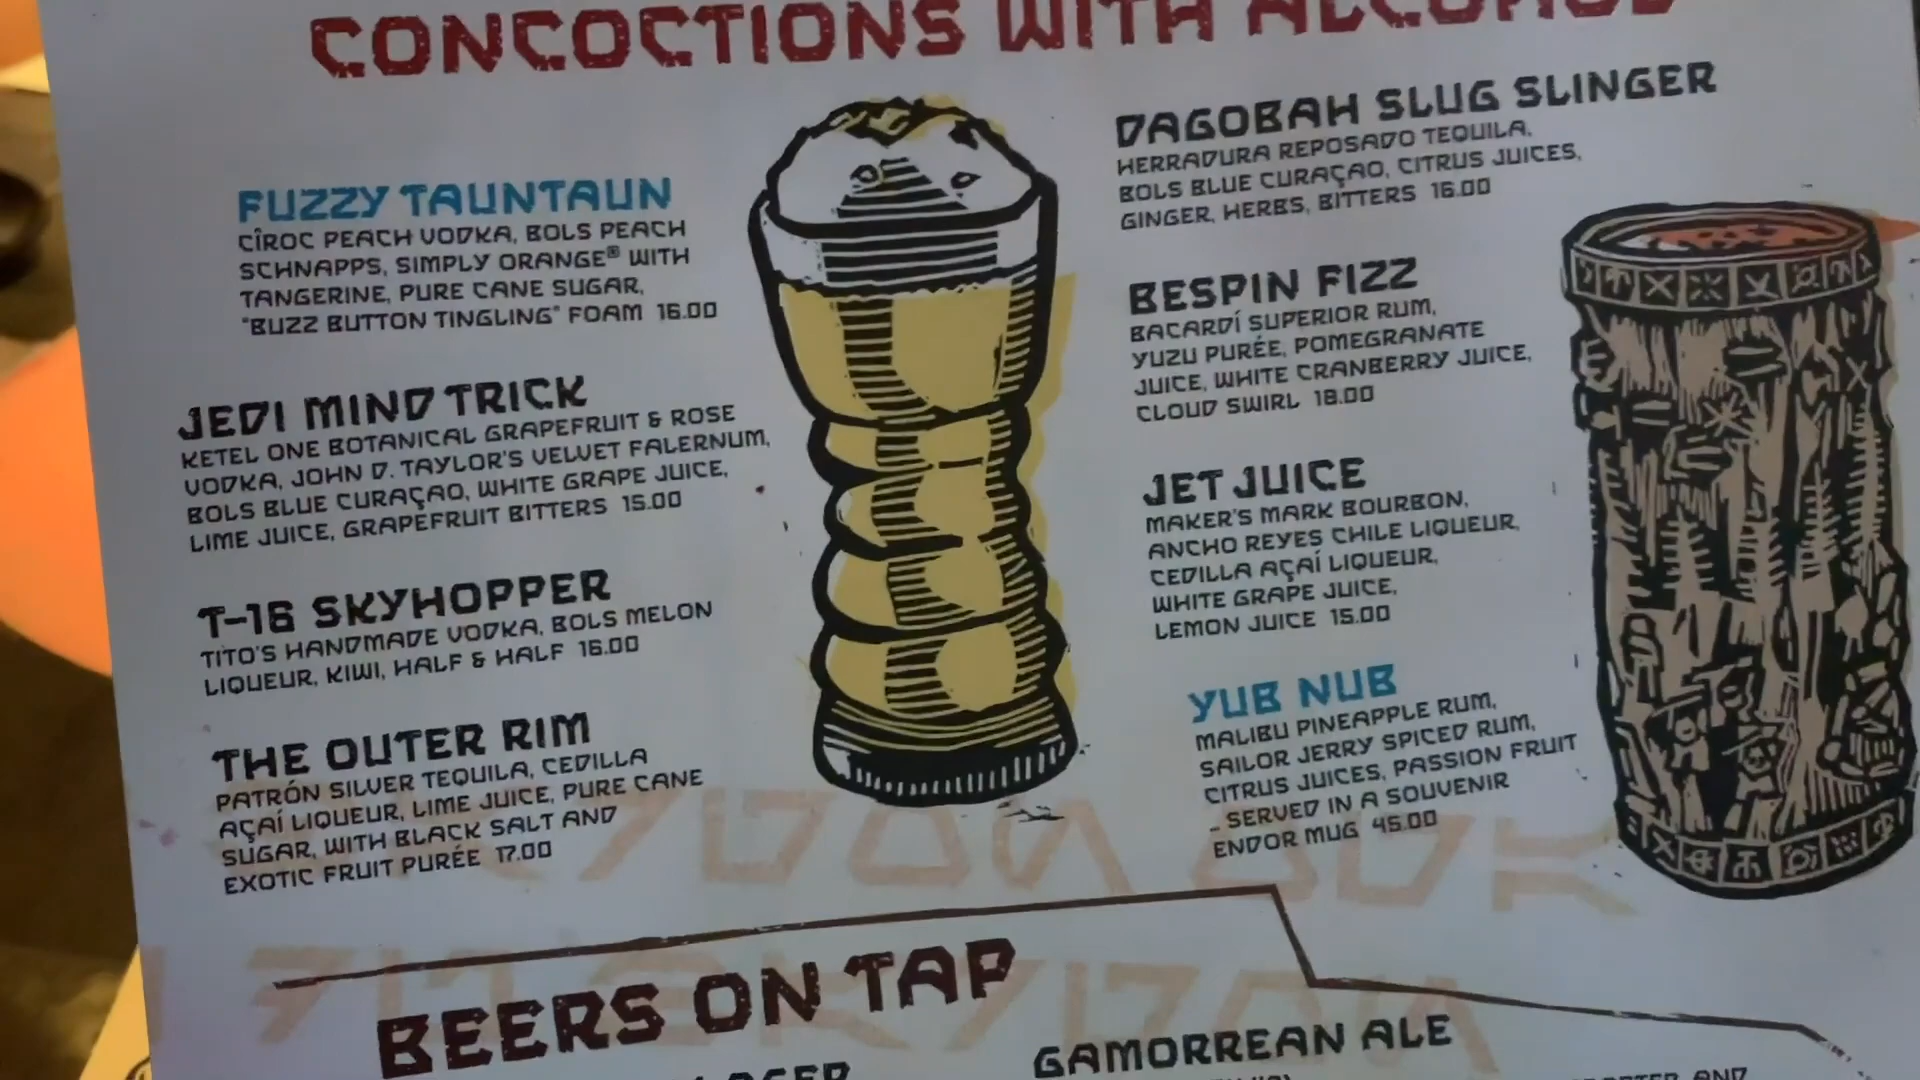 CONCOCTIONS WITH ALCOHOL
FUZZY TAUNTAUN
CÎROC PEACH VODKA, BOLS PEACH
SCHNAPPS, SIMPLY ORANGE® WITH
TANGERINE, PURE CANE SUGAR,
"BUZZ BUTTON TINGLING" FOAM 16.00
JEDI MIND TRICK
KETEL ONE BOTANICAL GRAPEFRUIT & ROSE
VODKA, JOHN D. TAYLOR'S VELVET FALERNUM,
BOLS BLUE CURAÇAO, WHITE GRAPE JUICE,
LIME JUICE, GRAPEFRUIT BITTERS 15.00
T-16 SKYHOPPER
TITO'S HANDMADE VODKA, BOLS MELON
LIQUEUR, KIWI, HALF & HALF 16.00
THE OUTER RIM
PATRÓN SILVER TEQUILA, CEDILLA
AÇAÍ LIQUEUR, LIME JUICE, PURE CANE
SUGAR, WITH BLACK SALT AND
EXOTIC FRUIT PURÉE 17.00
DAGOBAH SLUG SLINGER
HERRADURA REPOSADO TEQUILA,
BOLS BLUE CURAÇAO, CITRUS JUICES,
GINGER, HERBS, BITTERS 16.00
BESPIN FIZZ
BACARDÍ SUPERIOR RUM,
YUZU PURÉE, POMEGRANATE
JUICE, WHITE CRANBERRY JUICE,
CLOUD SWIRL 18.00
JET JUICE
MAKER'S MARK BOURBON,
ANCHO REYES CHILE LIQUEUR,
CEDILLA AÇAÍ LIQUEUR,
WHITE GRAPE JUICE,
LEMON JUICE 15.00
YUB NUB
MALIBU PINEAPPLE RUM,
SAILOR JERRY SPICED RUM,
CITRUS JUICES, PASSION FRUIT
- SERVED IN A SOUVENIR
ENDOR MUG 45.00
BEERS ON TAP
GAMORREAN ALE